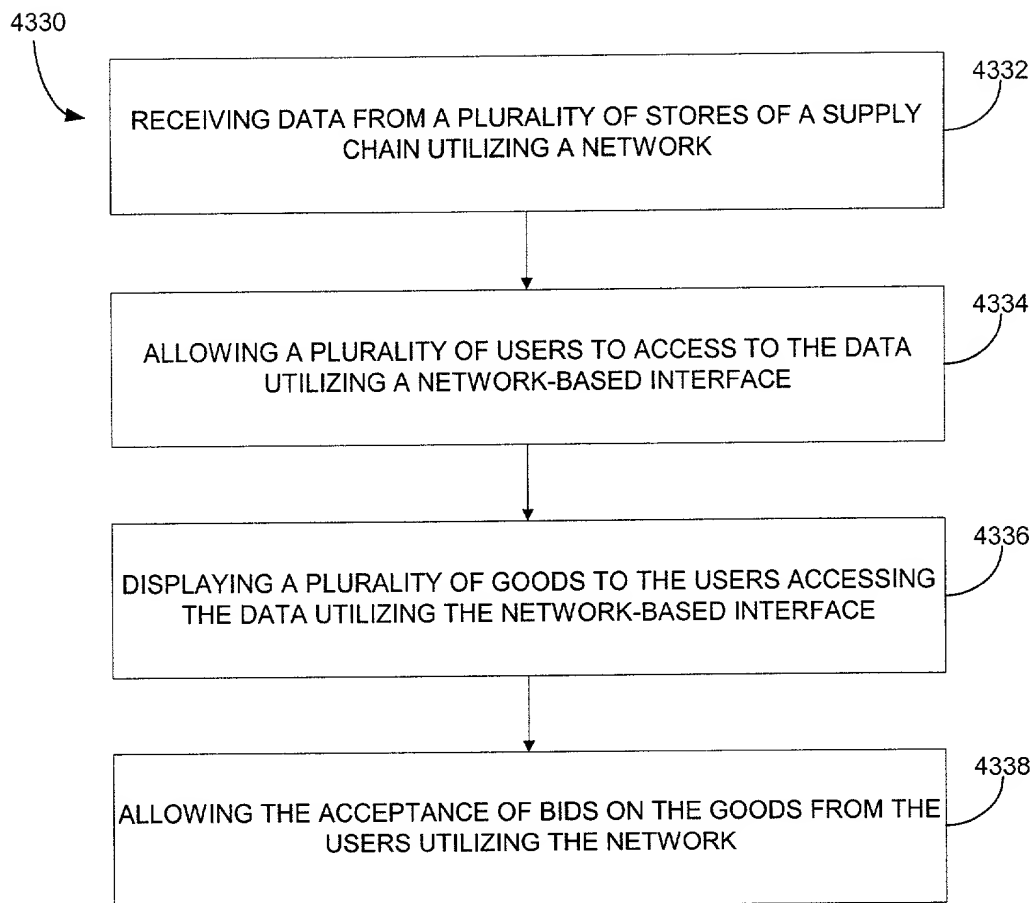 4330
4332
RECEIVING DATA FROM A PLURALITY OF STORES OF A SUPPLY
CHAIN UTILIZING A NETWORK
4334
ALLOWING A PLURALITY OF USERS TO ACCESS TO THE DATA
UTILIZING A NETWORK-BASED INTERFACE
4336
DISPLAYING A PLURALITY OF GOODS TO THE USERS ACCESSING
THE DATA UTILIZING THE NETWORK-BASED INTERFACE
4338
ALLOWING THE ACCEPTANCE OF BIDS ON THE GOODS FROM THE
USERS UTILIZING THE NETWORK